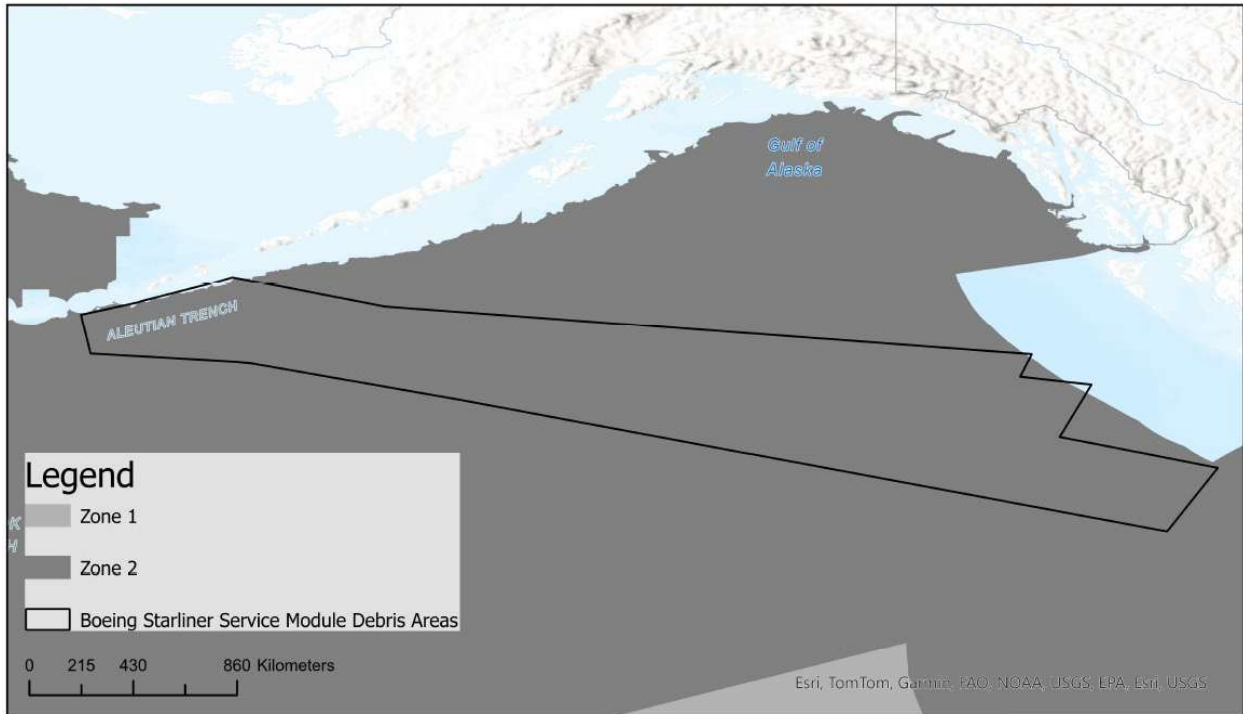 Gulf of
Alaska
ALEUTIAN TRENCH
Legend
Zone 1
K
Zone 2
H
Boeing Starliner Service Module Debris Areas
0 215 430 860 Kilometers
Esri, TomTom, Garmin, FAO, NOAA, USGS, EPA, Esri, USGS